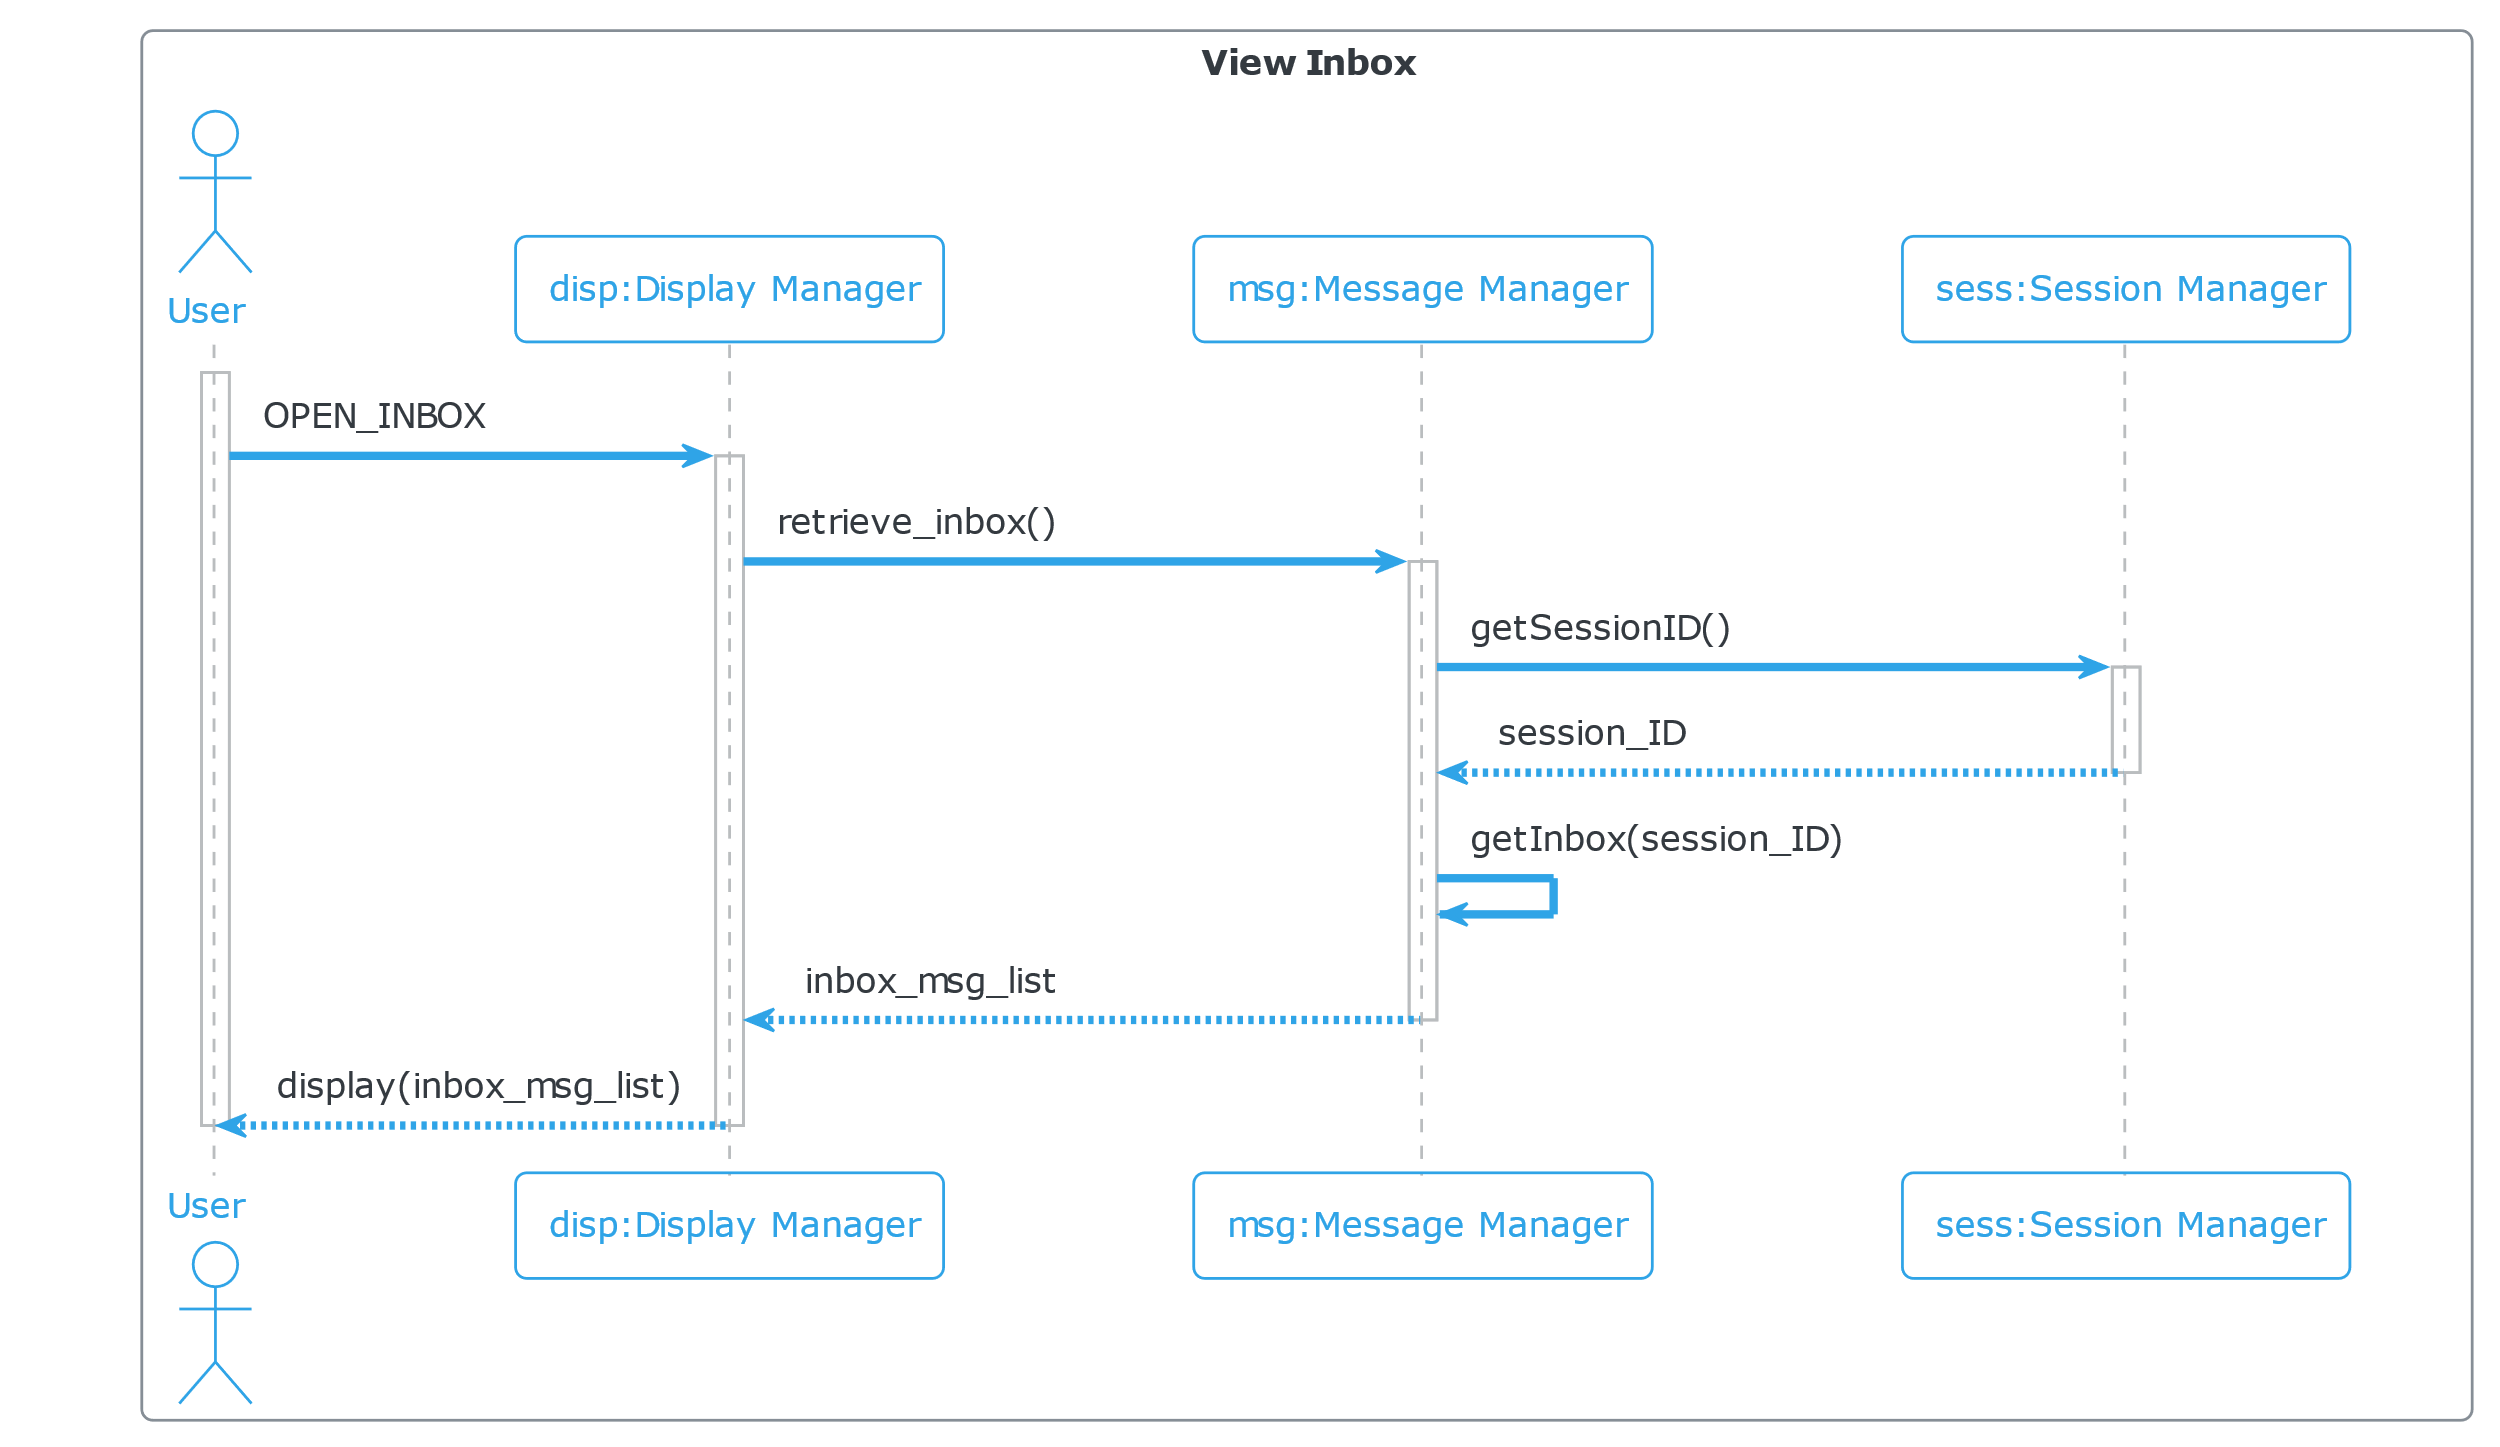 View Inbox
User
disp:Display Manager
msg:Message Manager
sess:Session Manager
OPEN_INBOX
retrieve_inbox()
getSessionID()
session_ID
getInbox(session_ID)
inbox_msg_list
display(inbox_msg_list)
User
disp:Display Manager
msg:Message Manager
sess:Session Manager